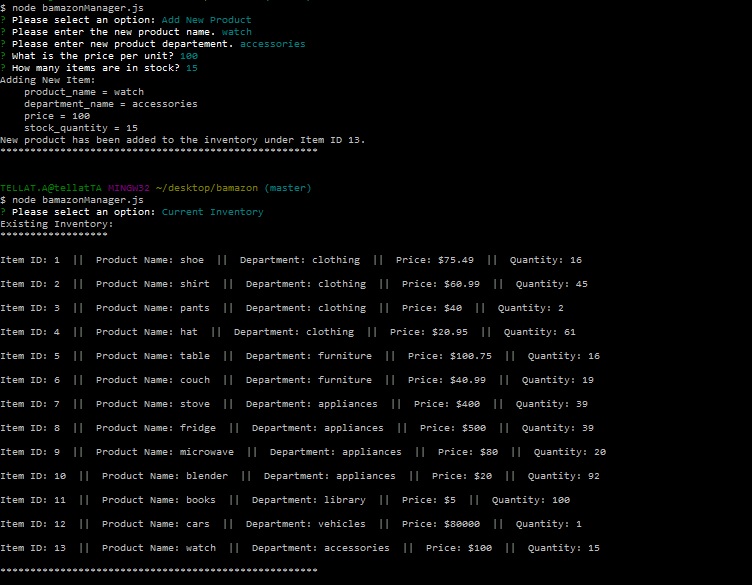 $ node bamazonManager.js
? Please select an option: Add New Product
? Please enter the new product name. watch
? Please enter new product departement. accessories
? What is the price per unit? 100
? How many items are in stock? 15
Adding New Item:
    product_name = watch
    department_name = accessories
    price = 100
    stock_quantity = 15
New product has been added to the inventory under Item ID 13.
*****************************************************
TELLAT.A@tellatTA MINGW32 ~/desktop/bamazon (master)
$ node bamazonManager.js
? Please select an option: Current Inventory
Existing Inventory:
******************
Item ID: 1  ||  Product Name: shoe  ||  Department: clothing  ||  Price: $75.49  ||  Quantity: 16
Item ID: 2  ||  Product Name: shirt  ||  Department: clothing  ||  Price: $60.99  ||  Quantity: 45
Item ID: 3  ||  Product Name: pants  ||  Department: clothing  ||  Price: $40  ||  Quantity: 2
Item ID: 4  ||  Product Name: hat  ||  Department: clothing  ||  Price: $20.95  ||  Quantity: 61
Item ID: 5  ||  Product Name: table  ||  Department: furniture  ||  Price: $100.75  ||  Quantity: 16
Item ID: 6  ||  Product Name: couch  ||  Department: furniture  ||  Price: $40.99  ||  Quantity: 19
Item ID: 7  ||  Product Name: stove  ||  Department: appliances  ||  Price: $400  ||  Quantity: 39
Item ID: 8  ||  Product Name: fridge  ||  Department: appliances  ||  Price: $500  ||  Quantity: 39
Item ID: 9  ||  Product Name: microwave  ||  Department: appliances  ||  Price: $80  ||  Quantity: 20
Item ID: 10  ||  Product Name: blender  ||  Department: appliances  ||  Price: $20  ||  Quantity: 92
Item ID: 11  ||  Product Name: books  ||  Department: library  ||  Price: $5  ||  Quantity: 100
Item ID: 12  ||  Product Name: cars  ||  Department: vehicles  ||  Price: $80000  ||  Quantity: 1
Item ID: 13  ||  Product Name: watch  ||  Department: accessories  ||  Price: $100  ||  Quantity: 15
*****************************************************